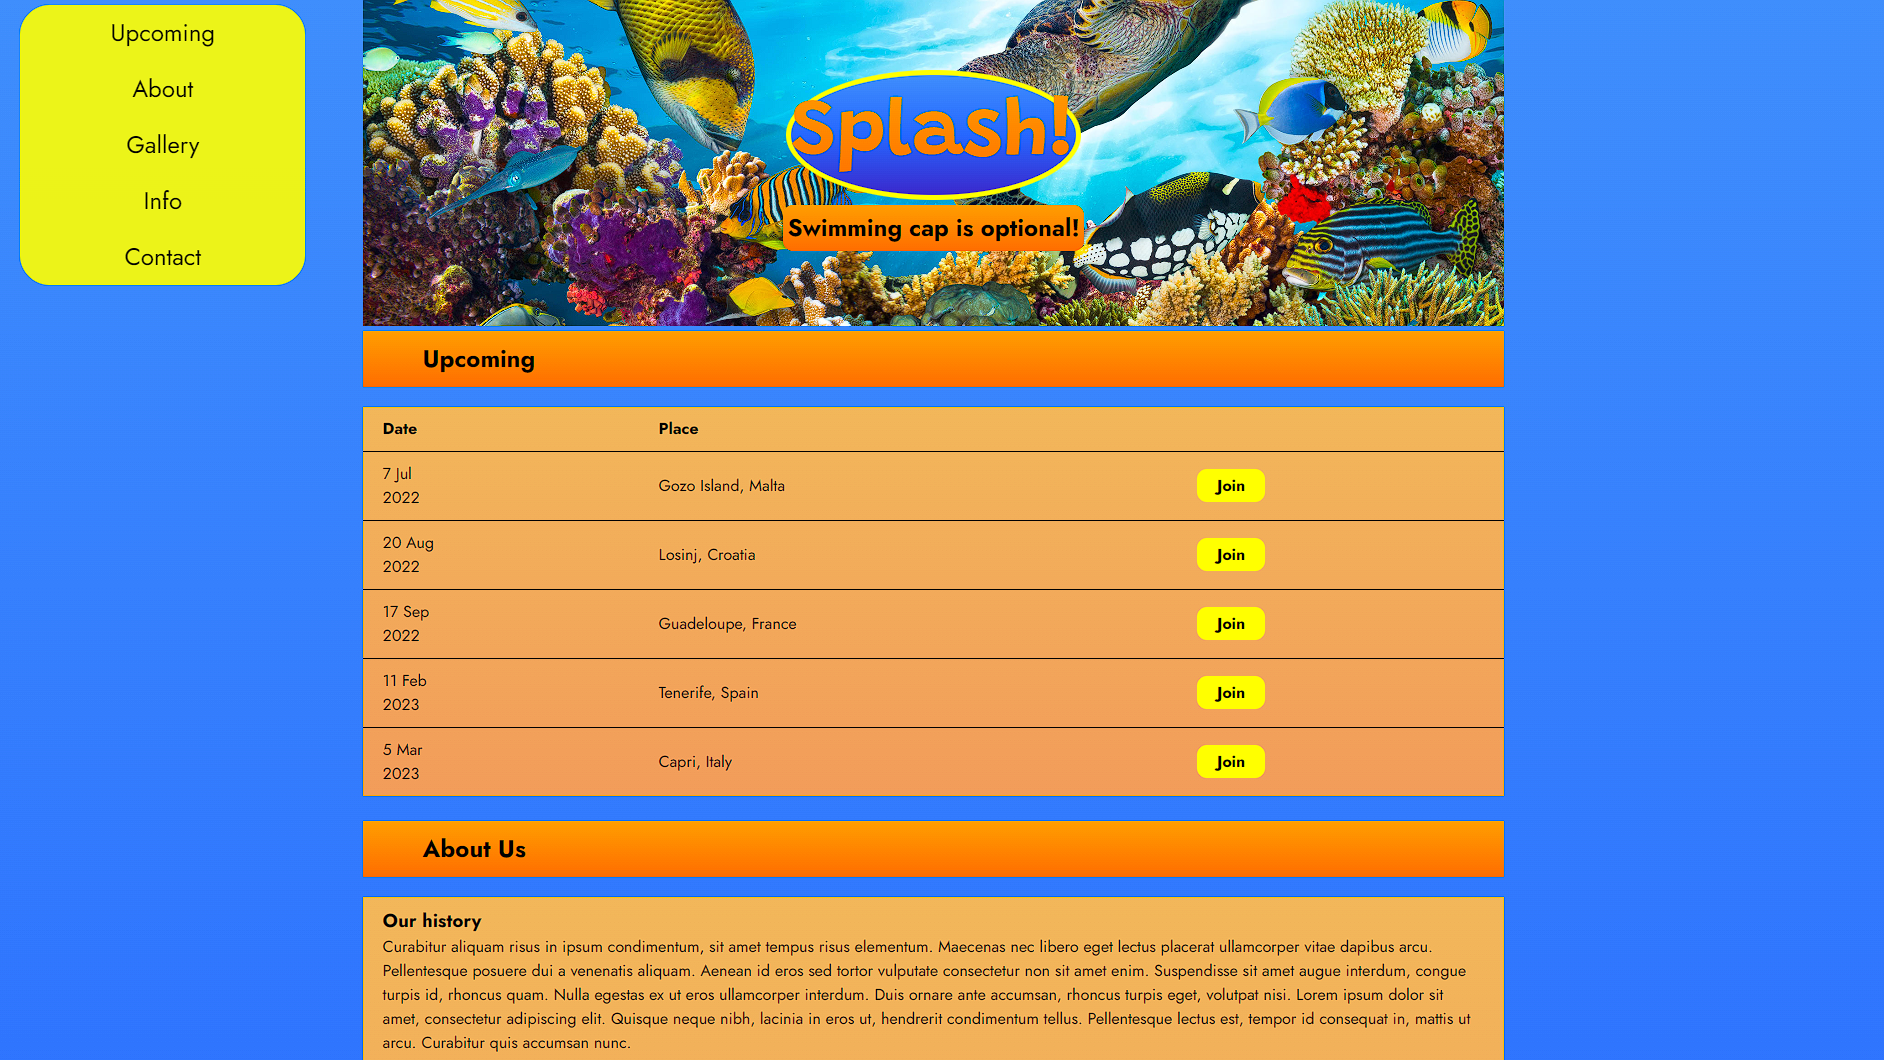 Upcoming
About
Gallery
Info
Contact
Splash!
Swimming cap is optional!
Upcoming
Date Place
7 Jul
2022
Gozo Island, Malta
Join
20 Aug
2022
Losinj, Croatia
Join
17 Sep
2022
Guadeloupe, France
Join
11 Feb
2023
Tenerife, Spain
Join
5 Mar
2023
Capri, Italy
Join
About Us
Our history
Curabitur aliquam risus in ipsum condimentum, sit amet tempus risus elementum. Maecenas nec libero eget lectus placerat ullamcorper vitae dapibus arcu.
Pellentesque posuere dui a venenatis aliquam. Aenean id eros sed tortor vulputate consectetur non sit amet enim. Suspendisse sit amet augue interdum, congue
turpis id, rhoncus quam. Nulla egestas ex ut eros ullamcorper interdum. Duis ornare ante accumsan, rhoncus turpis eget, volutpat nisi. Lorem ipsum dolor sit
amet, consectetur adipiscing elit. Quisque neque nibh, lacinia in eros ut, hendrerit condimentum tellus. Pellentesque lectus est, tempor id consequat in, mattis ut
arcu. Curabitur quis accumsan nunc.